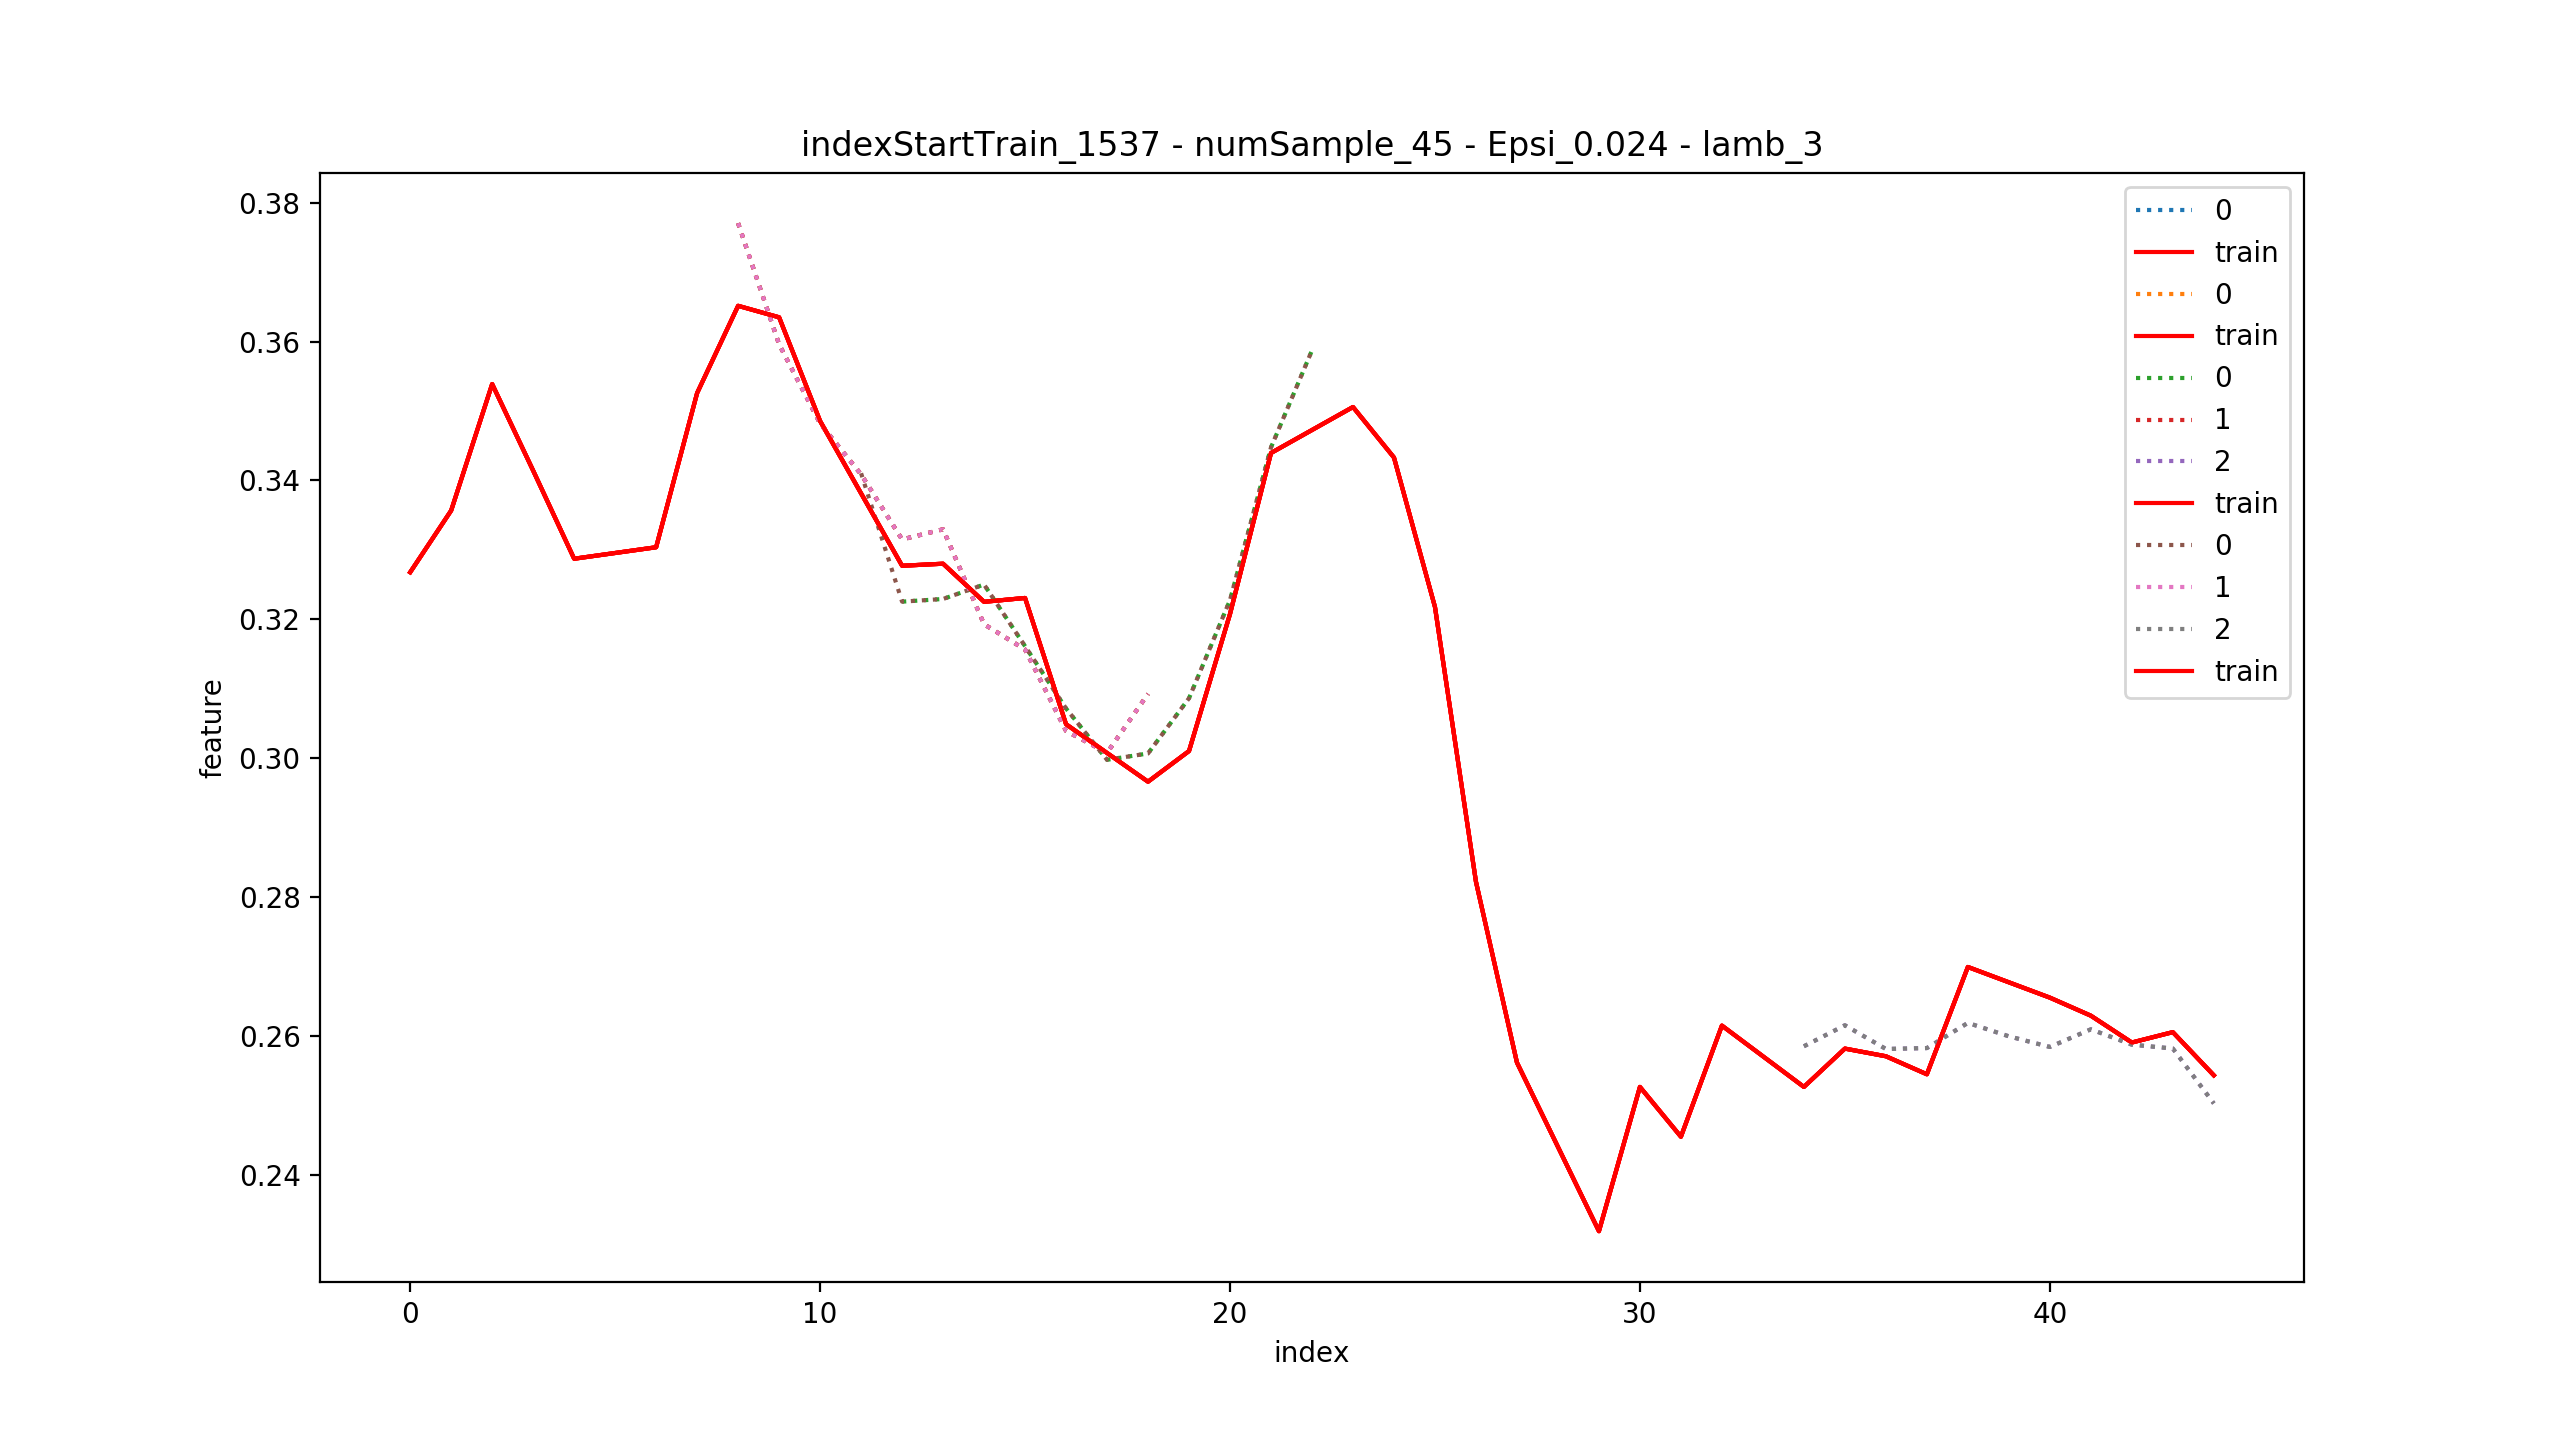 indexStartTrain_1537 - numSample_45 - Epsi_0.024 - lamb_3
0
train
0
train
0
1
2
train
0
1
2
train
0.38
0.36
0.34
0.32
0.30
0.28
0.26
0.24
feature
0 10 20 30 40
index